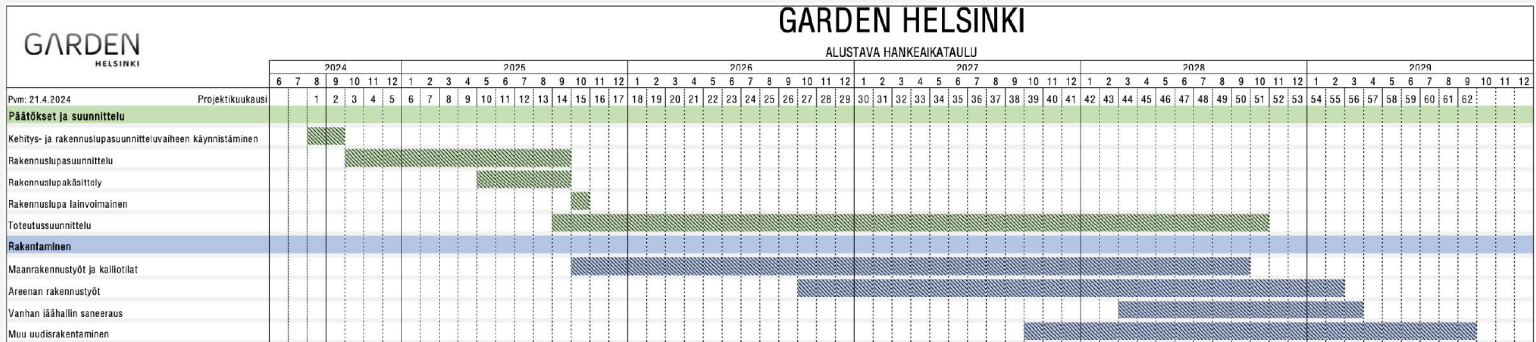 GARDEN HELSINKI
GARDEN
HELSINKI
ALUSTAVA HANKEAIKATAULU
2024 2025 2026 2027 2028 2029
6 7 8 9 10 11 12 1 2 3 4 5 6 7 8 9 10 11 12 1 2 3 4 5 6 7 8 9 10 11 12 1 2 3 4 5 6 7 8 9 10 11 12 1 2 3 4 5 6 7 8 9 10 11 12 1 2 3 4 5 6 7 8 9 10 11 12
Pvm: 21.4.2024 Projektikuukausi 1 2 3 4 5 6 7 8 9 10 11 12 13 14 15 16 17 18 19 20 21 22 23 24 25 26 27 28 29 30 31 32 33 34 35 36 37 38 39 40 41 42 43 44 45 46 47 48 49 50 51 52 53 54 55 56 57 58 59 60 61 62
Päätökset ja suunnittelu
Kehitys- ja rakennuslupasuunnitteluvaiheen käynnistäminen
Rakennuslupasuunnittelu
Rakennuslupakäsittely
Rakennuslupa lainvoimainen
Toteutussuunnittelu
Rakentaminen
Maanrakennustyöt ja kalliotilat
Areenan rakennustyöt
Vanhan jäähallin saneeraus
Muu uudisrakentaminen